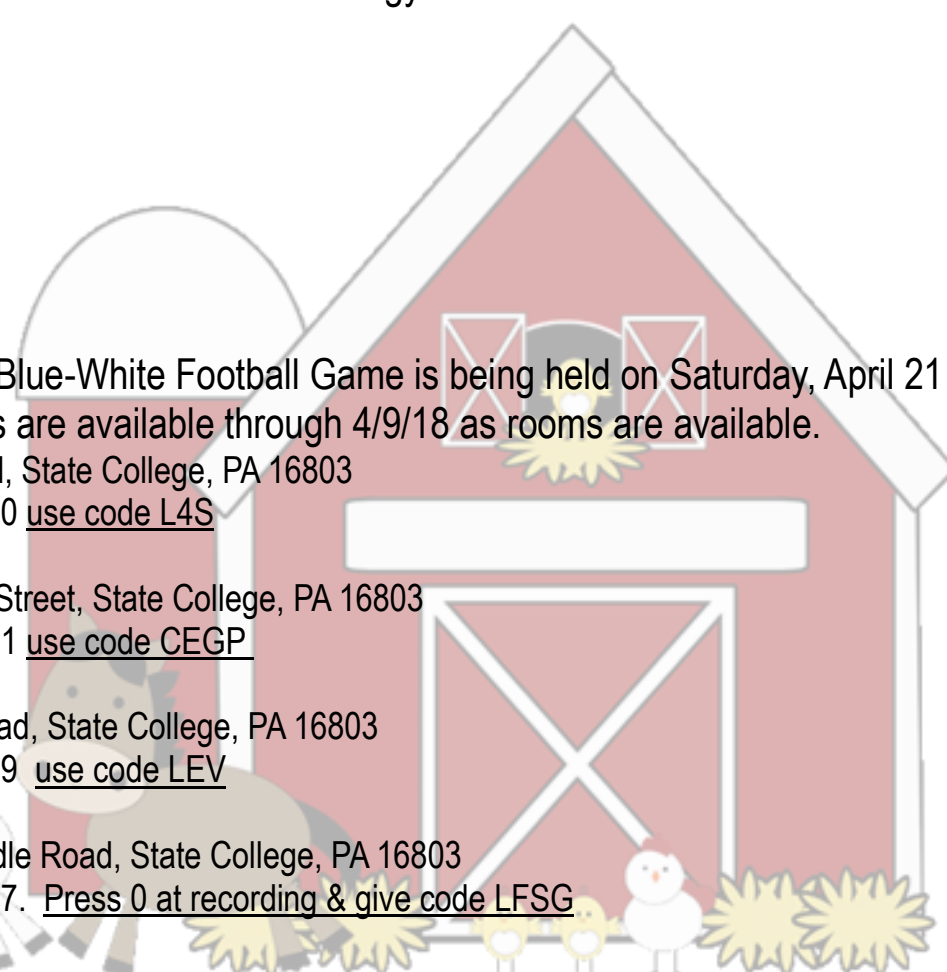 Blue-White Football Game is being held on Saturday, April 21
s are available through 4/9/18 as rooms are available.
, State College, PA 16803
0 use code L4S
Street, State College, PA 16803
1 use code CEGP
ad, State College, PA 16803
9 use code LEV
dle Road, State College, PA 16803
7. Press 0 at recording & give code LFSG